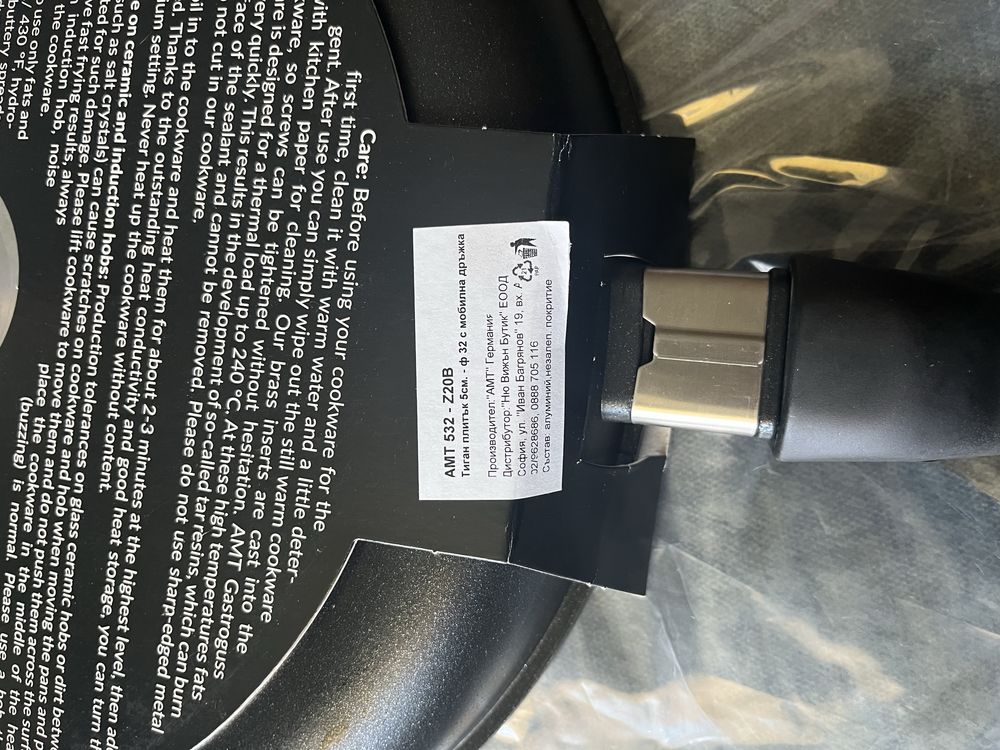 Care: Before using your cookware for the
first time, clean it with warm water and a little deter-
gent. After use you can simply wipe out the still warm cookware
with kitchen paper for cleaning. Our brass inserts are cast into the
so screws can be tightened without hesitation. AMT Gastroguss
is designed for a thermal load up to 240 °C. At these high temperatures fats
very quickly. This results in the development of so-called tar resins, which can burn
of the sealant and cannot be removed. Please do not use sharp-edged metal
not cut in our cookware.
in to the cookware and heat them for about 2-3 minutes at the highest level, then
Thanks to the outstanding heat conductivity and good heat storage, you can turn
setting. Never heat up the cookware without content.
on ceramic and induction hobs: Production tolerances on glass ceramic hobs or dirt
such as salt crystals) can cause scratches on cookware and hob when moving the pans and
for such damage. Please lift cookware to move them and do not push them across the
fast frying results, always place the cookware in the middle of the
induction hob, noise (buzzing) is normal. Please use a
the cookware.
use only fats and
/ 430 °F, hydro-
AMT 532 - Z20B
Тиган плитък 5см. - ф 32 с мобилна дръжка
Производител:"АМТ" Германия
Дистрибутор:"Ню Вижън Бутик" ЕООД
София, ул. "Иван Багрянов" 19, вх. А
02/9628686, 0888 705 116
Състав: алуминий,незалеп. покритие